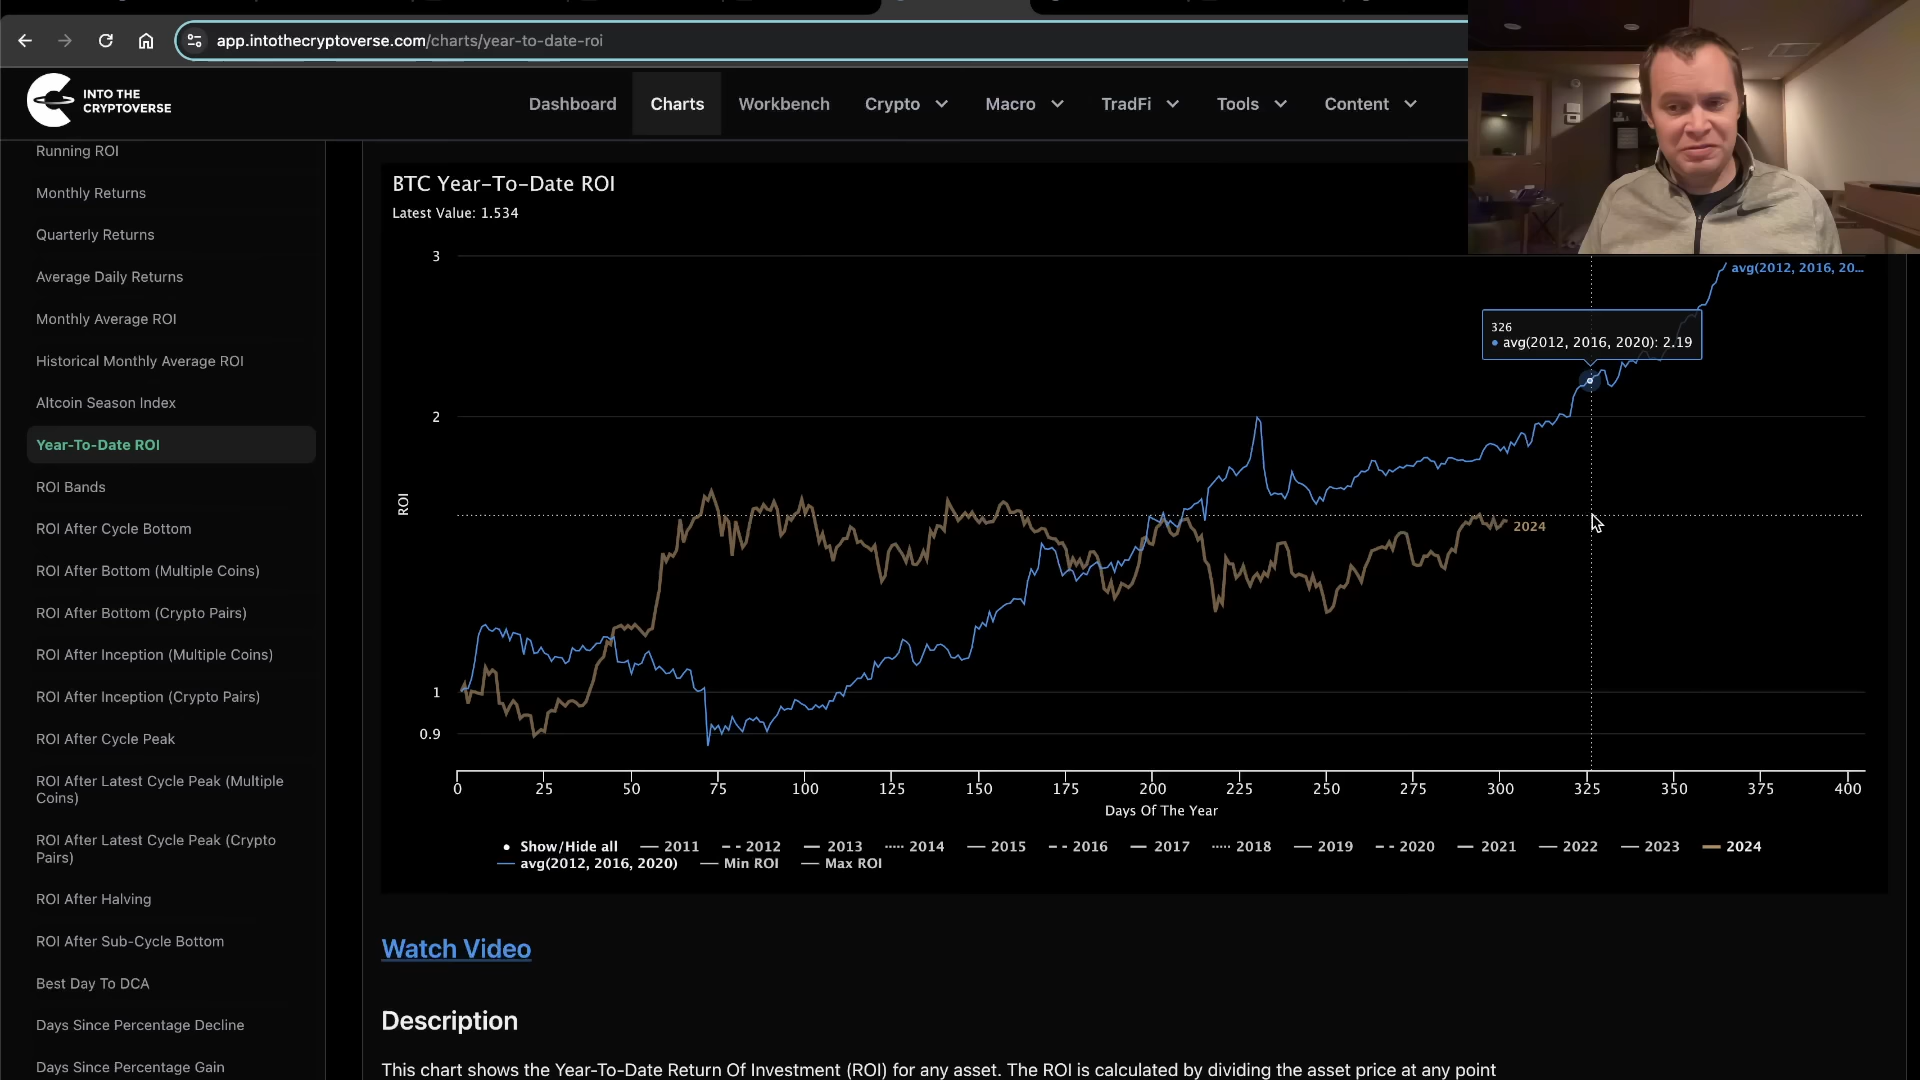 app.intothecryptoverse.com/charts/year-to-date-roi
INTO THE
CRYPTOVERSE
Dashboard
Charts
Workbench
Crypto
Macro
TradFi
Tools
Content
Running ROI
Monthly Returns
Quarterly Returns
Average Daily Returns
Monthly Average ROI
Historical Monthly Average ROI
Altcoin Season Index
Year-To-Date ROI
ROI Bands
ROI After Cycle Bottom
ROI After Bottom (Multiple Coins)
ROI After Bottom (Crypto Pairs)
ROI After Inception (Multiple Coins)
ROI After Inception (Crypto Pairs)
ROI After Cycle Peak
ROI After Latest Cycle Peak (Multiple
Coins)
ROI After Latest Cycle Peak (Crypto
Pairs)
ROI After Halving
ROI After Sub-Cycle Bottom
Best Day To DCA
Days Since Percentage Decline
Days Since Percentage Gain
BTC Year-To-Date ROI
Latest Value: 1.534
3
2
1
0.9
ROI
avg(2012, 2016, 20...
326
avg(2012, 2016, 2020): 2.19
2024
0 25 50 75 100 125 150 175 200 225 250 275 300 325 350 375 400
Days Of The Year
Show/Hide all 2011 2012 2013 2014 2015 2016 2017 2018 2019 2020 2021 2022 2023 2024
avg(2012, 2016, 2020) Min ROI Max ROI
Watch Video
Description
This chart shows the Year-To-Date Return Of Investment (ROI) for any asset. The ROI is calculated by dividing the asset price at any point